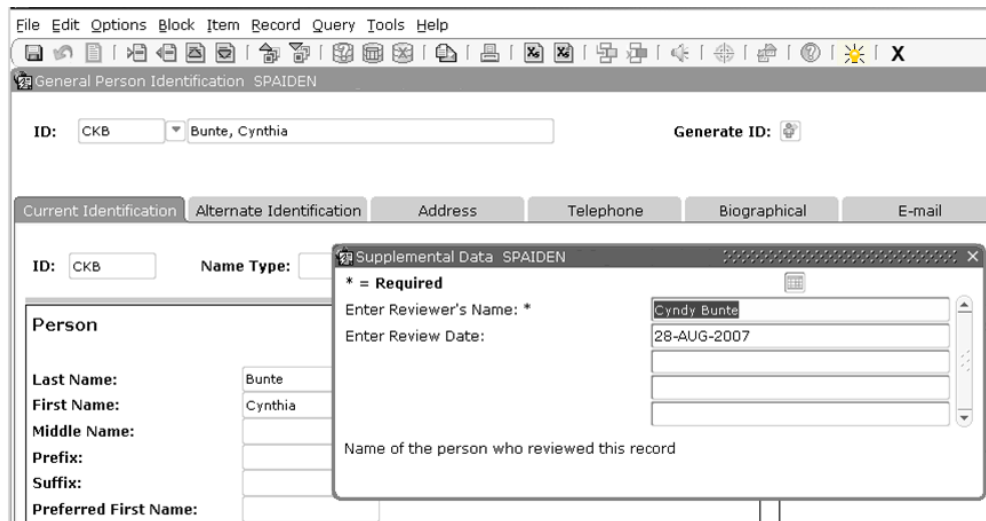 File Edit Options Block Item Record Query Tools Help
X
General Person Identification SPAIDEN
ID: CKB Bunte, Cynthia Generate ID:
Current Identification Alternate Identification Address Telephone Biographical E-mail
ID: CKB Name Type:
Supplemental Data SPAIDEN
* = Required
Enter Reviewer's Name: * Cyndy Bunte
Enter Review Date: 28-AUG-2007
Name of the person who reviewed this record
Person
Last Name: Bunte
First Name: Cynthia
Middle Name:
Prefix:
Suffix:
Preferred First Name: